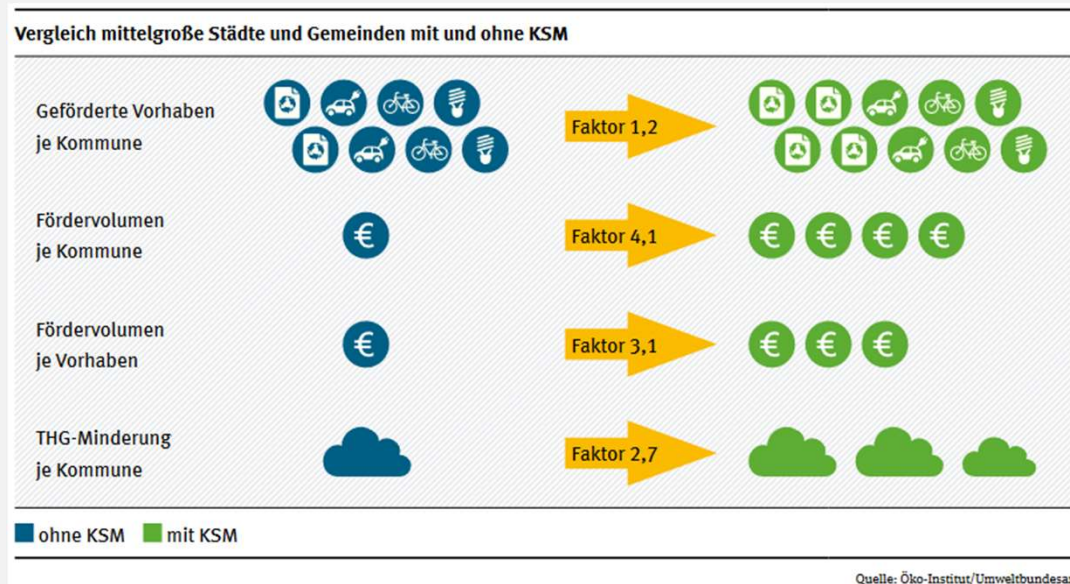 Vergleich mittelgroße Städte und Gemeinden mit und ohne KSM
Geförderte Vorhaben
je Kommune
Faktor 1,2
Fördervolumen
je Kommune
€
Faktor 4,1
€ € € €
Fördervolumen
je Vorhaben
€
Faktor 3,1
€ € €
THG-Minderung
je Kommune
Faktor 2,7
ohne KSM mit KSM
Quelle: Öko-Institut/Umweltbundesa